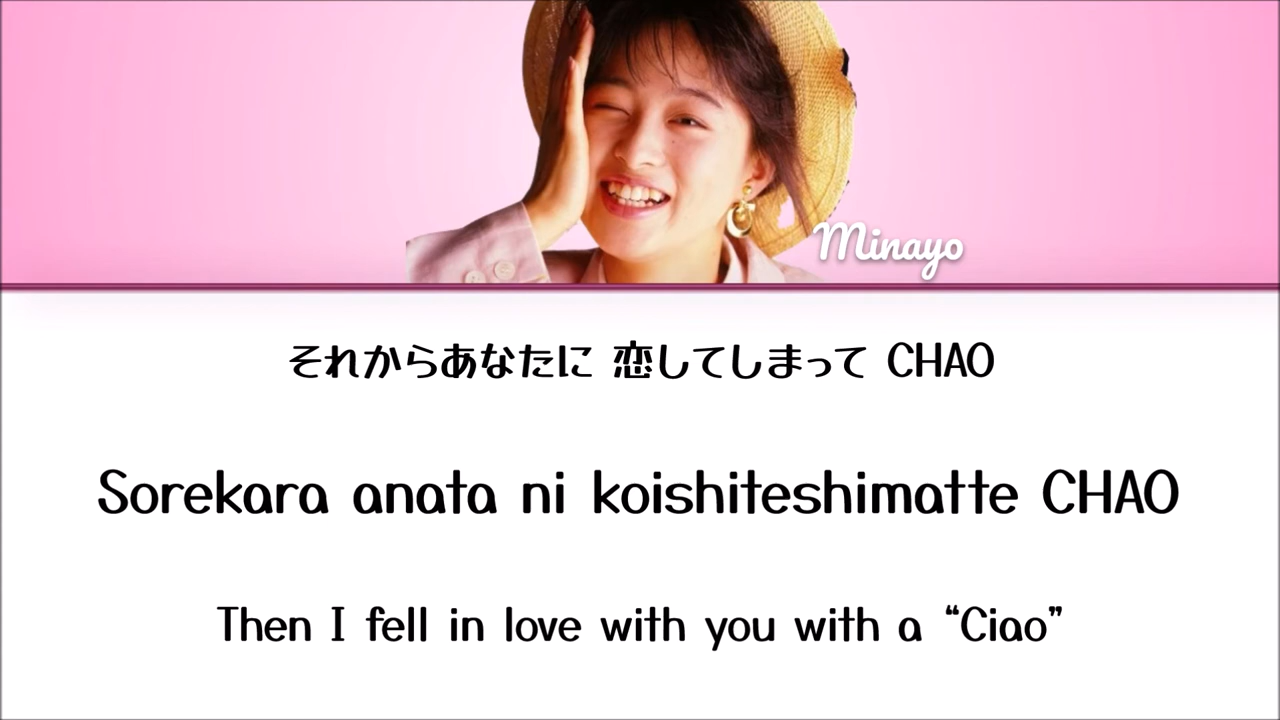 Minayo
それからあなたに 恋してしまって CHAO
Sorekara anata ni koishiteshimatte CHAO
Then I fell in love with you with a “Ciao”